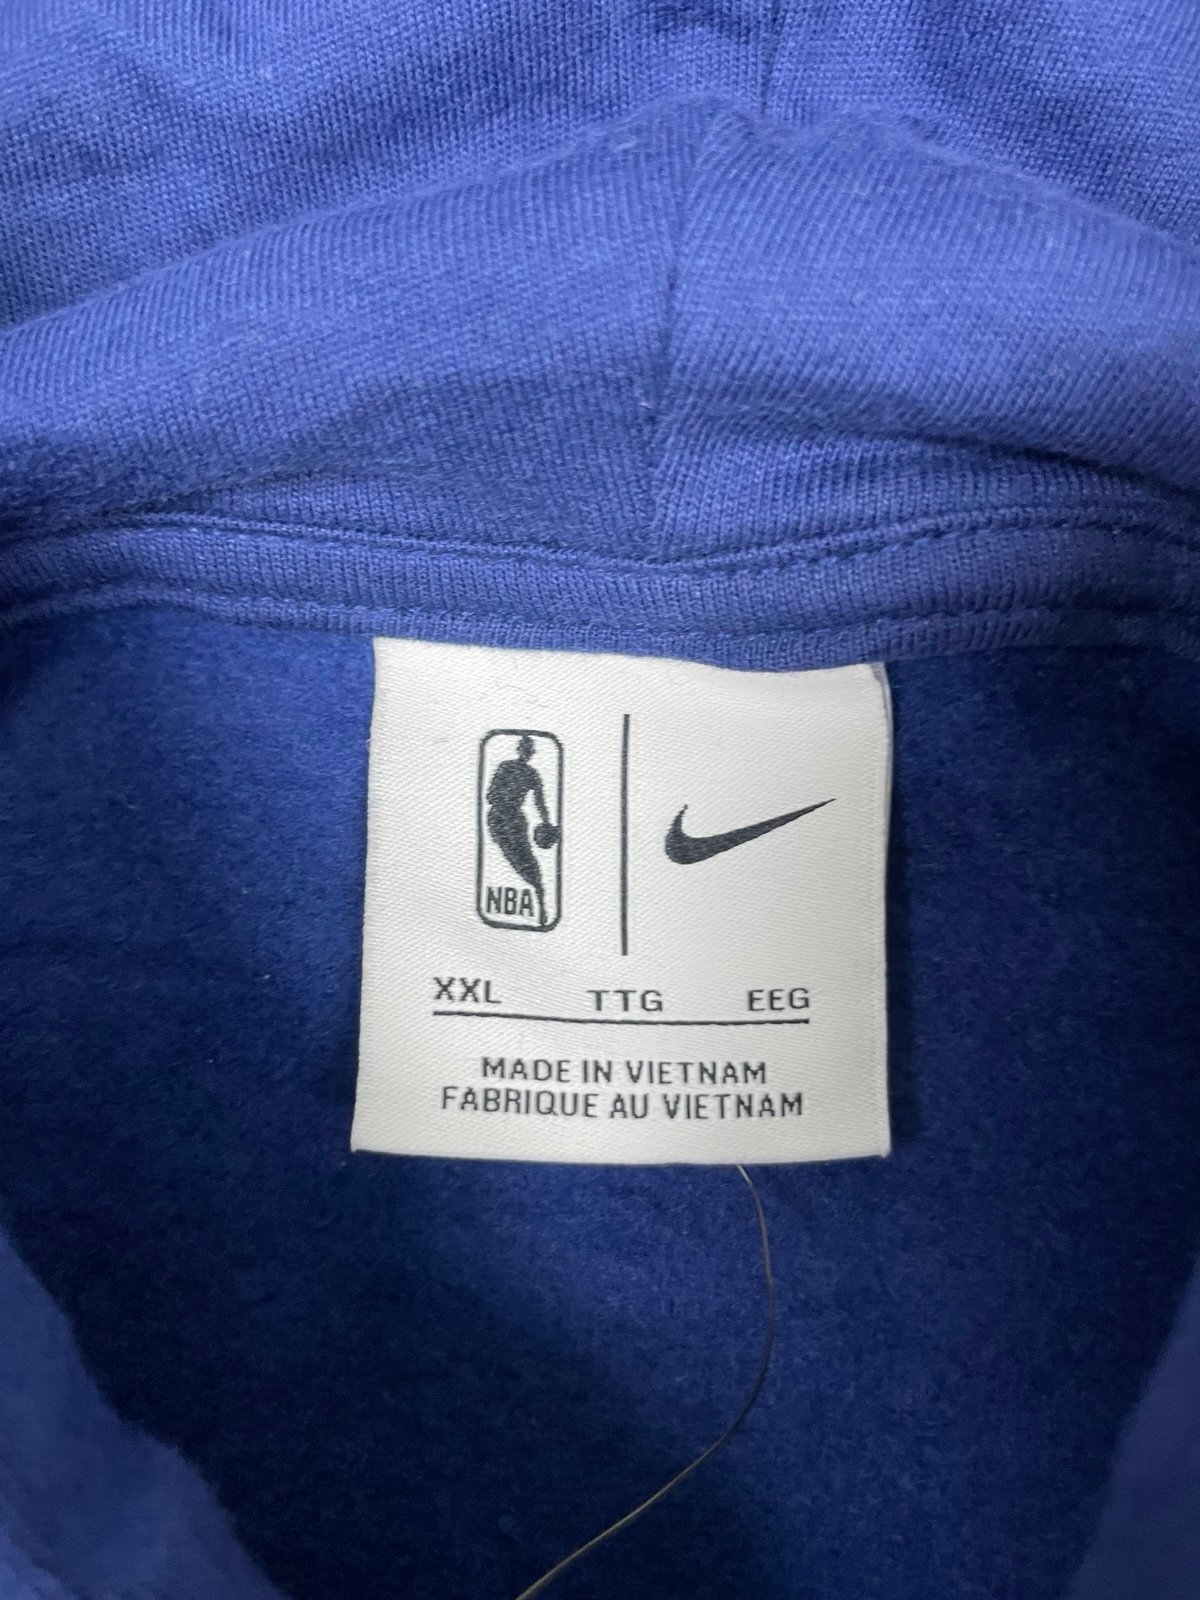 NBA
XXL TTG EEG
MADE IN VIETNAM
FABRIQUE AU VIETNAM